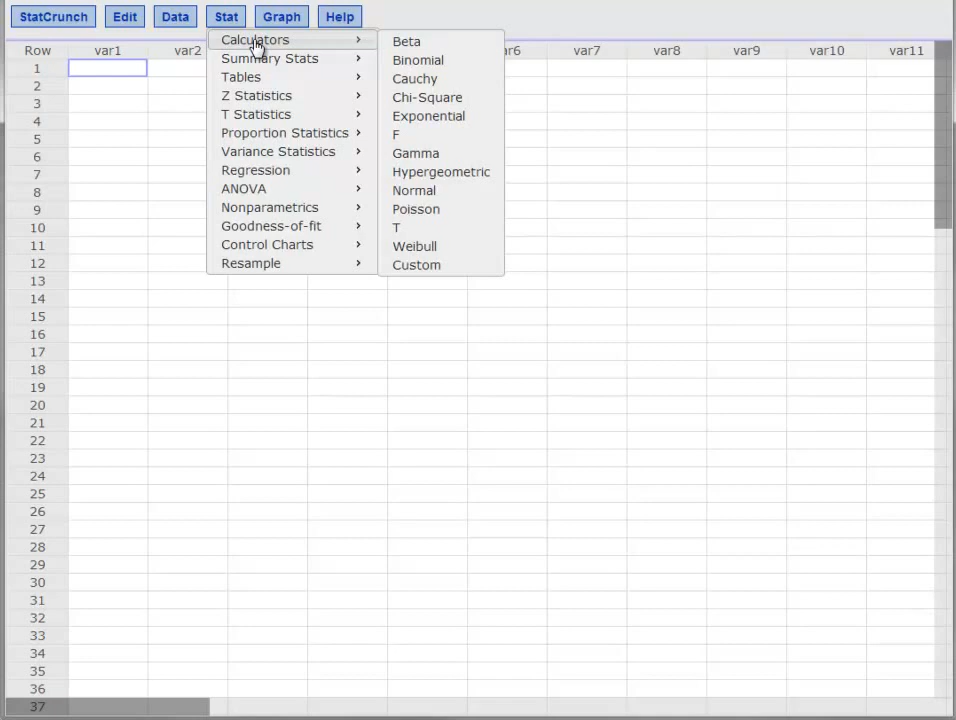 StatCrunch Edit Data Stat Graph Help
Calculators
Summary Stats
Tables
Z Statistics
T Statistics
Proportion Statistics
Variance Statistics
Regression
ANOVA
Nonparametrics
Goodness-of-fit
Control Charts
Resample
Beta
Binomial
Cauchy
Chi-Square
Exponential
F
Gamma
Hypergeometric
Normal
Poisson
T
Weibull
Custom
Row var1 var2 var7 var8 var9 var10 var11
1
2
3
4
5
6
7
8
9
10
11
12
13
14
15
16
17
18
19
20
21
22
23
24
25
26
27
28
29
30
31
32
33
34
35
36
37